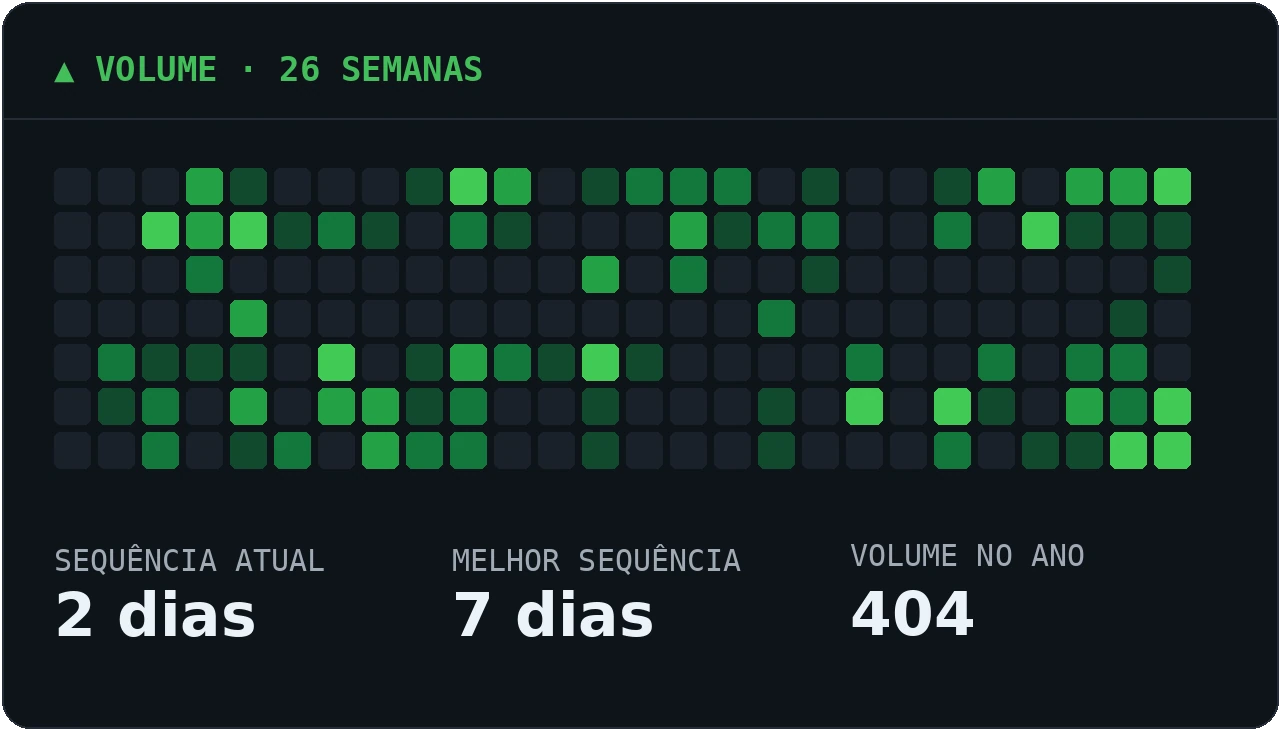 ▲ VOLUME · 26 SEMANAS
SEQUÊNCIA ATUAL
2 dias
MELHOR SEQUÊNCIA
7 dias
VOLUME NO ANO
404